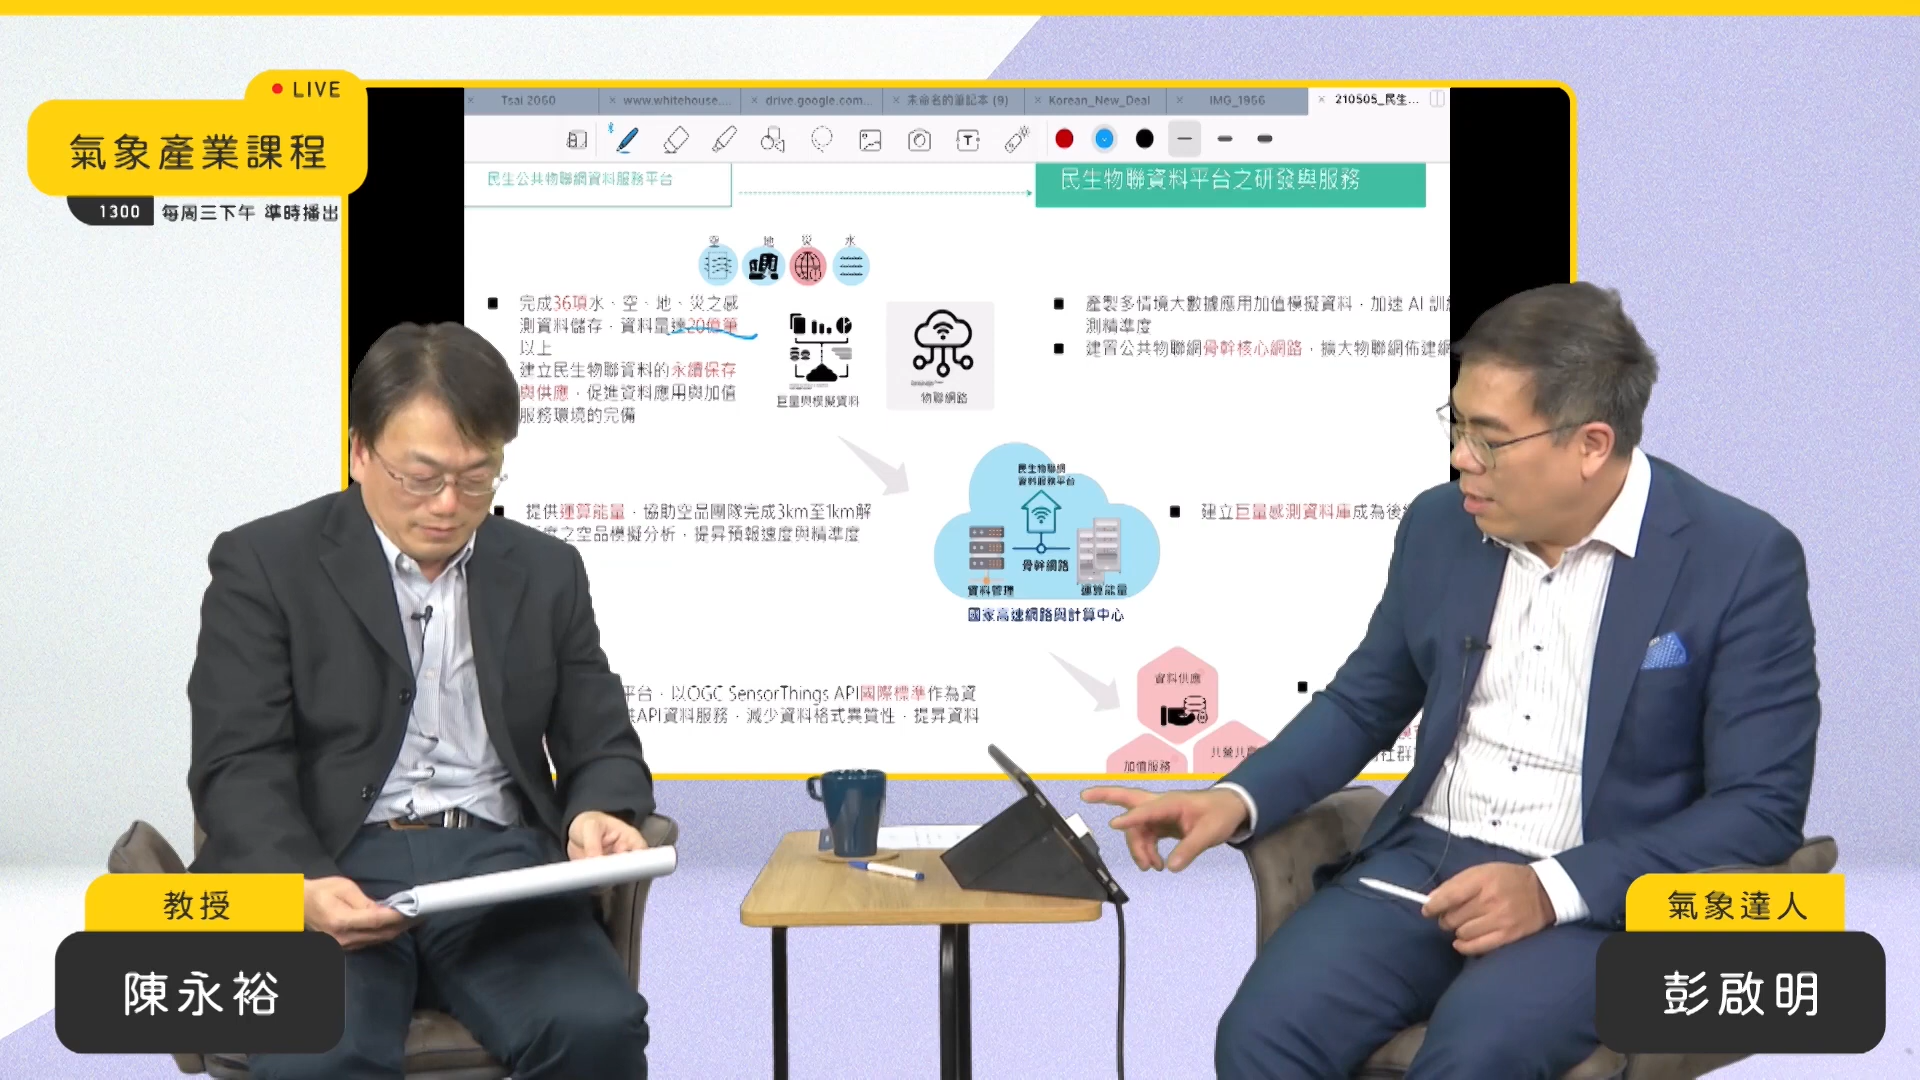 LIVE
氣象產業課程
1300 每周三下午 準時播出
Tsai 2060
www.whitehouse....
drive.google.com...
未命名的筆記本 (9)
Korean_New_Deal
IMG_1966
210505_民生...
民生公共物聯網資料服務平台
民生物聯資料平台之研發與服務
空 地 災 水
完成36項水、空、地、災之感
測資料儲存，資料量達20億筆
以上
建立民生物聯資料的永續保存
與供應，促進資料應用與加值
服務環境的完備
巨量與模擬資料
物聯網路
產製多情境大數據應用加值模擬資料，加速 AI
測精準度
建置公共物聯網骨幹核心網路，擴大物聯網佈建
提供運算能量，協助空品團隊完成3km至1km解
度之空品模擬分析，提昇預報速度與精準度
民生物聯網
資料服務平台
骨幹網路
資料管理
運算能量
國家高速網路與計算中心
建立巨量感測資料庫成為後
平台，以OGC SensorThings API國際標準作為資
API資料服務，減少資料格式異質性，提昇資料
資料供應
共營共
加值服務
社群
教授
陳永裕
氣象達人
彭啟明